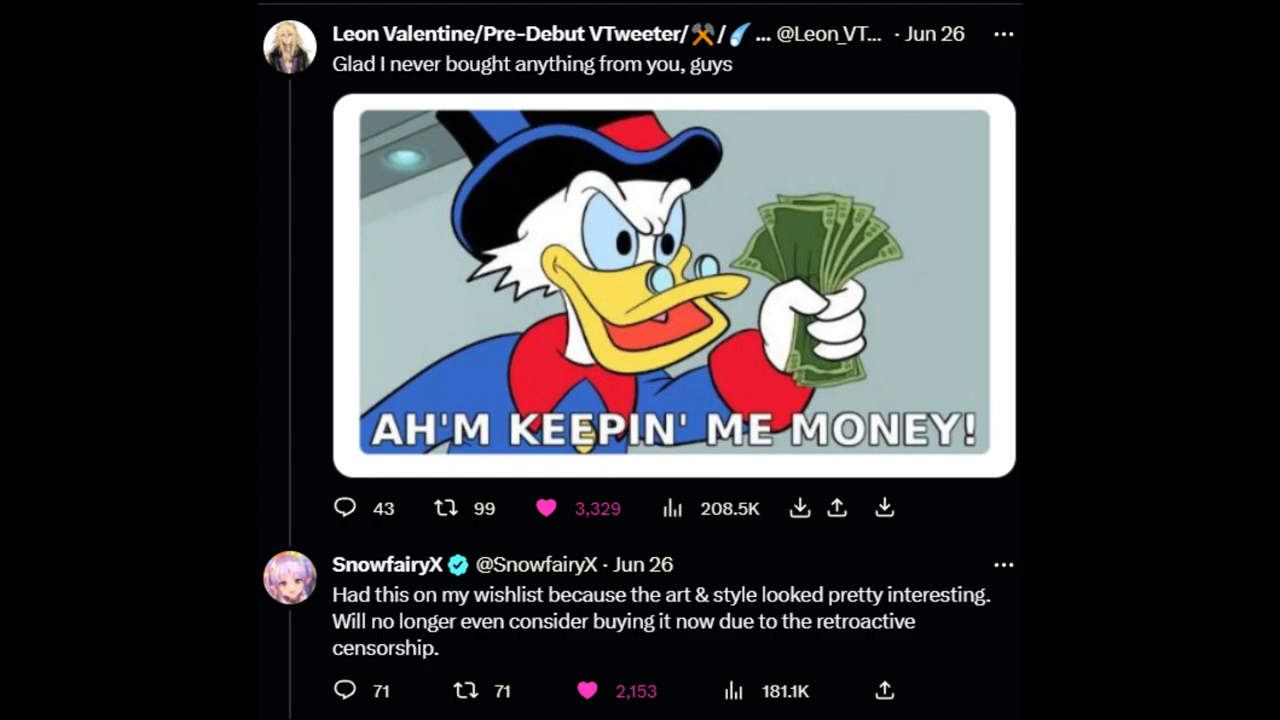 Leon Valentine/Pre-Debut VTweeter/⚒️/☄️ ... @Leon_VT... · Jun 26
Glad I never bought anything from you, guys
AH'M KEEPIN' ME MONEY!
43 99 3,329 208.5K
SnowfairyX @SnowfairyX · Jun 26
Had this on my wishlist because the art & style looked pretty interesting.
Will no longer even consider buying it now due to the retroactive
censorship.
71 71 2,153 181.1K